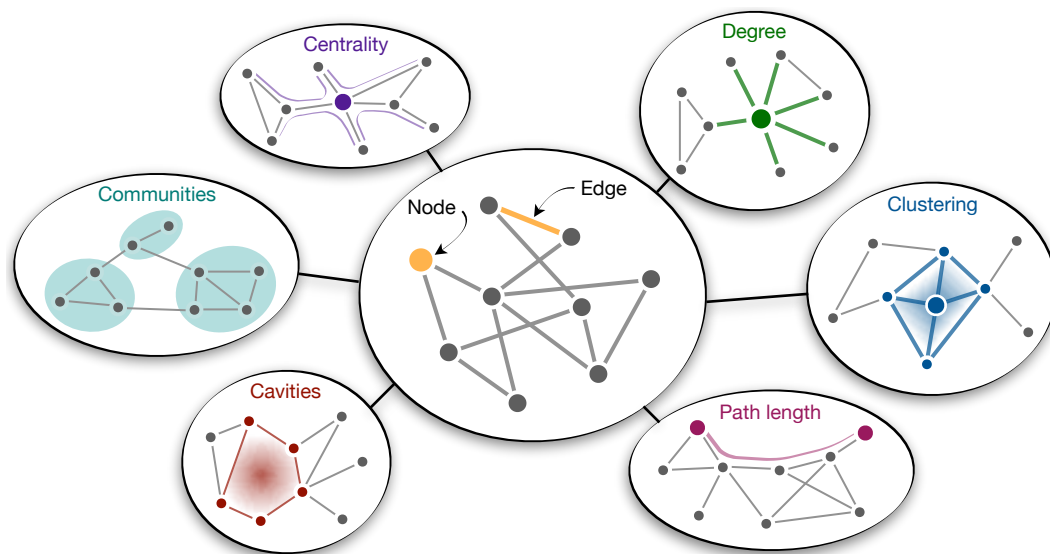 Centrality
Degree
Communities
Node
Edge
Clustering
Cavities
Path length